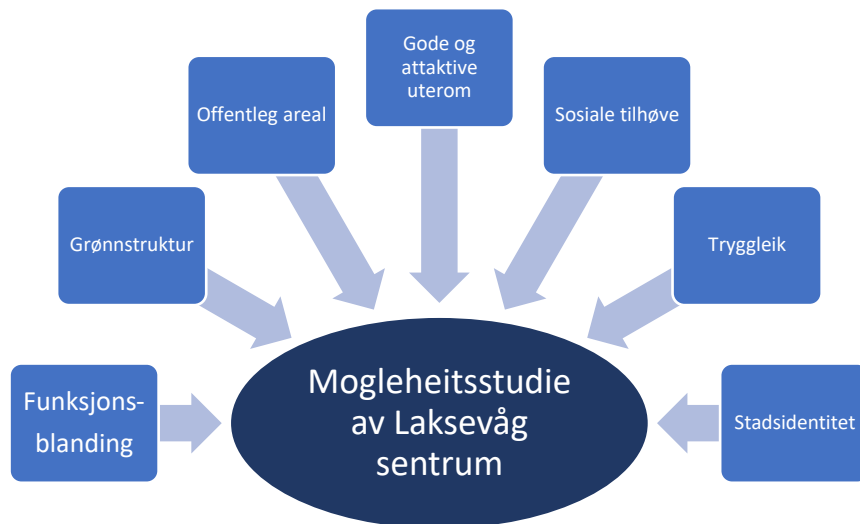 Gode og
attaktive
uterom
Offentleg areal
Sosiale tilhøve
Grønnstruktur
Tryggleik
Funksjons-
blanding
Mogleheitsstudie
av Laksevåg
sentrum
Stadsidentitet